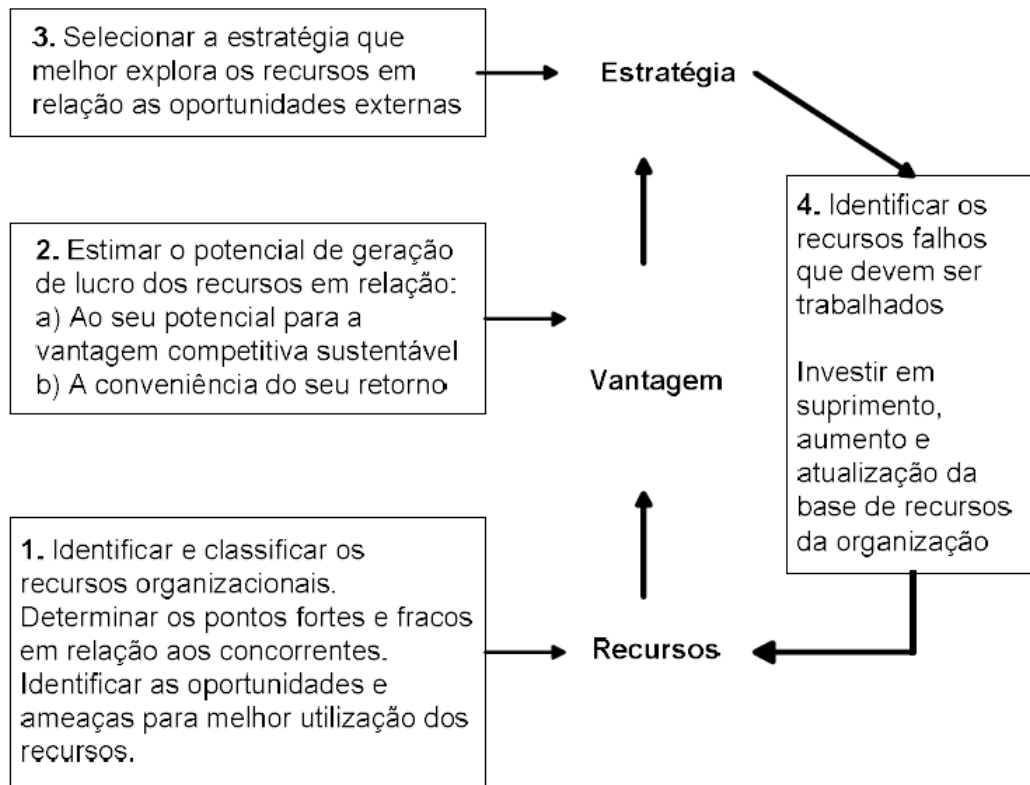 3. Selecionar a estratégia que
melhor explora os recursos em
relação as oportunidades externas
Estratégia
2. Estimar o potencial de geração
de lucro dos recursos em relação:
a) Ao seu potencial para a
vantagem competitiva sustentável
b) A conveniência do seu retorno
Vantagem
4. Identificar os
recursos falhos
que devem ser
trabalhados
Investir em
suprimento,
aumento e
atualização da
base de recursos
da organização
1. Identificar e classificar os
recursos organizacionais.
Determinar os pontos fortes e fracos
em relação aos concorrentes.
Identificar as oportunidades e
ameaças para melhor utilização dos
recursos.
Recursos